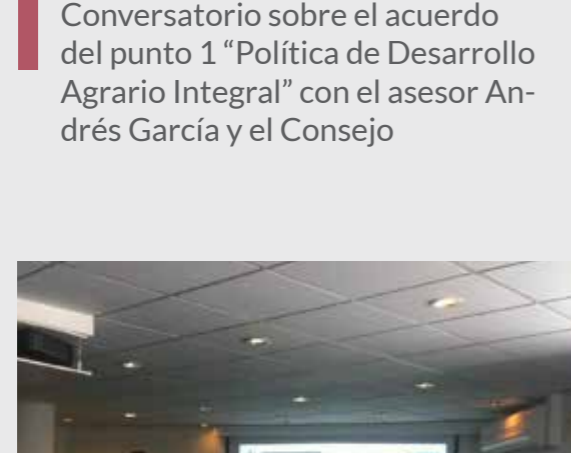 Conversatorio sobre el acuerdo
del punto 1 “Política de Desarrollo
Agrario Integral” con el asesor An-
drés García y el Consejo